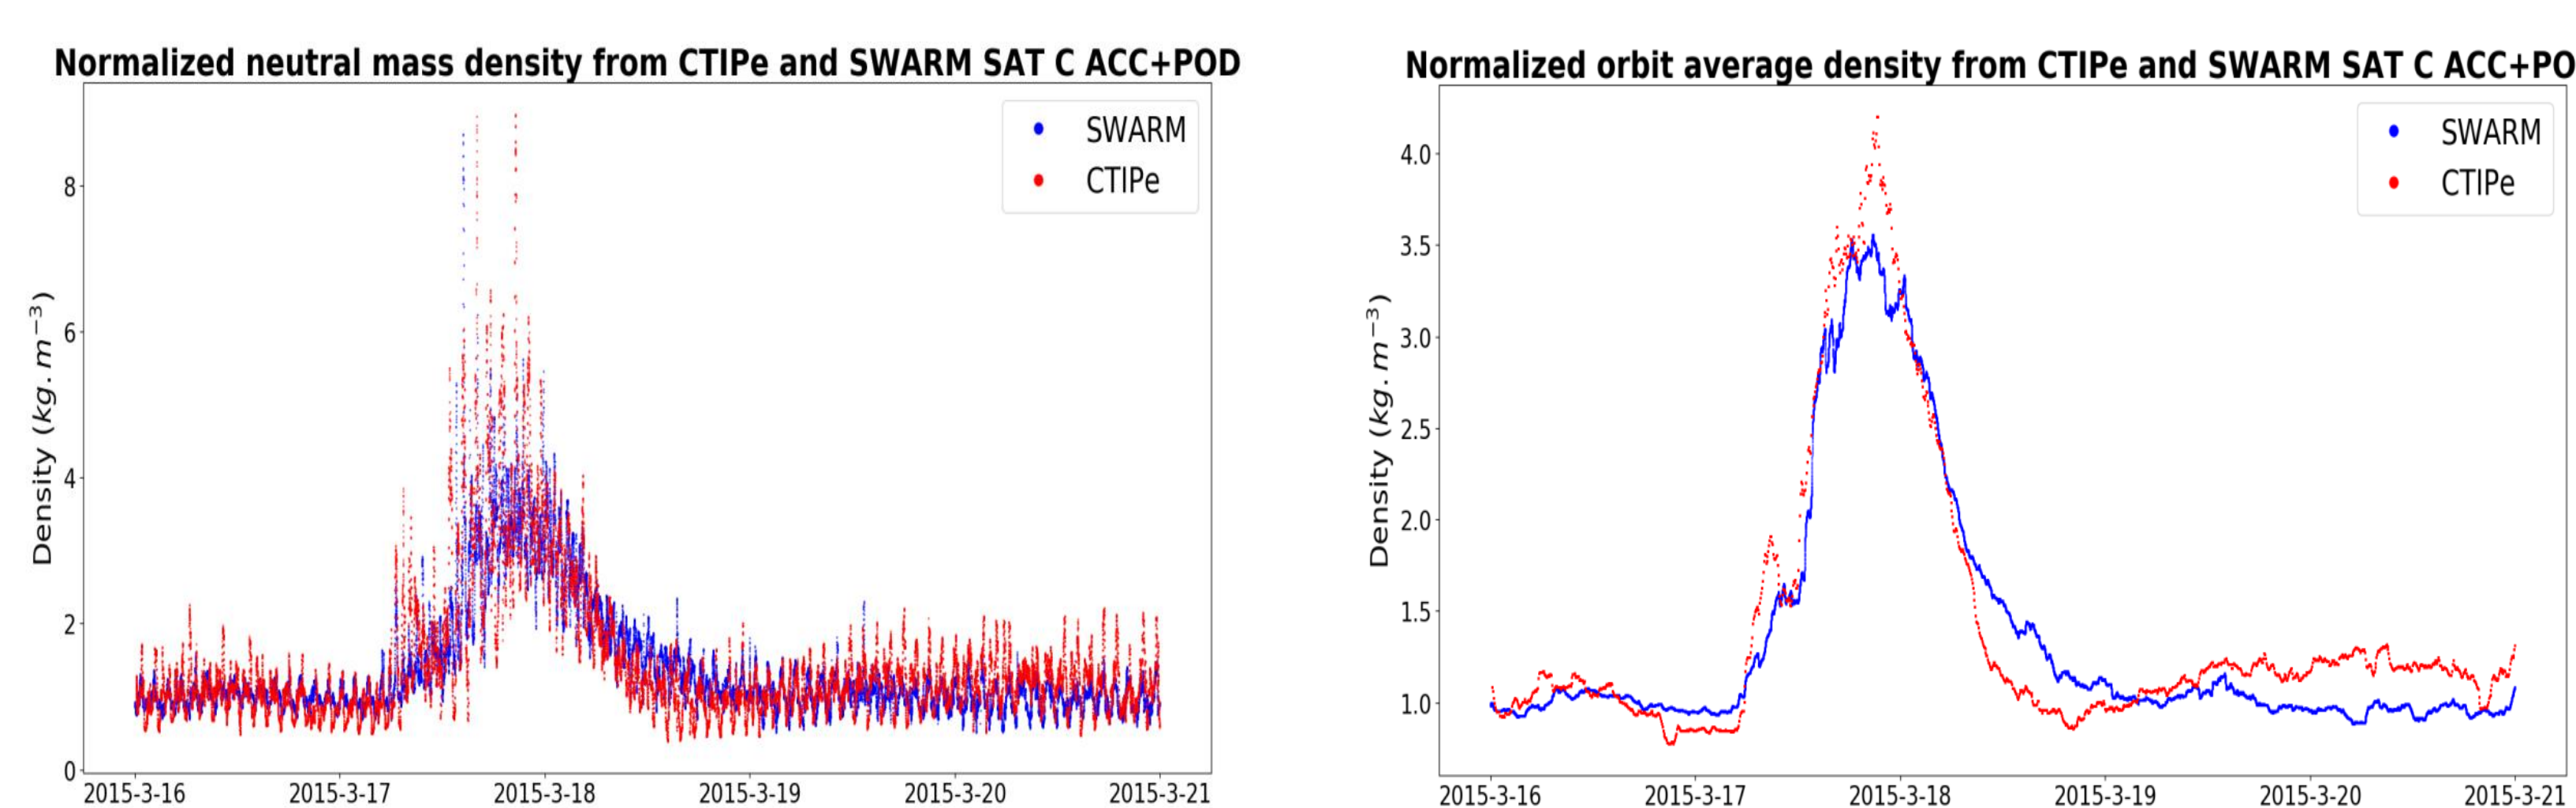 Normalized neutral mass density from CTIPe and SWARM SAT C ACC+POD
SWARM
CTIPe
8
6
4
2
0
Density (kg. m⁻³)
2015-3-16 2015-3-17 2015-3-18 2015-3-19 2015-3-20 2015-3-21
Normalized orbit average density from CTIPe and SWARM SAT C ACC+PO
SWARM
CTIPe
4.0
3.5
3.0
2.5
2.0
1.5
1.0
Density (kg. m⁻³)
2015-3-16 2015-3-17 2015-3-18 2015-3-19 2015-3-20 2015-3-21